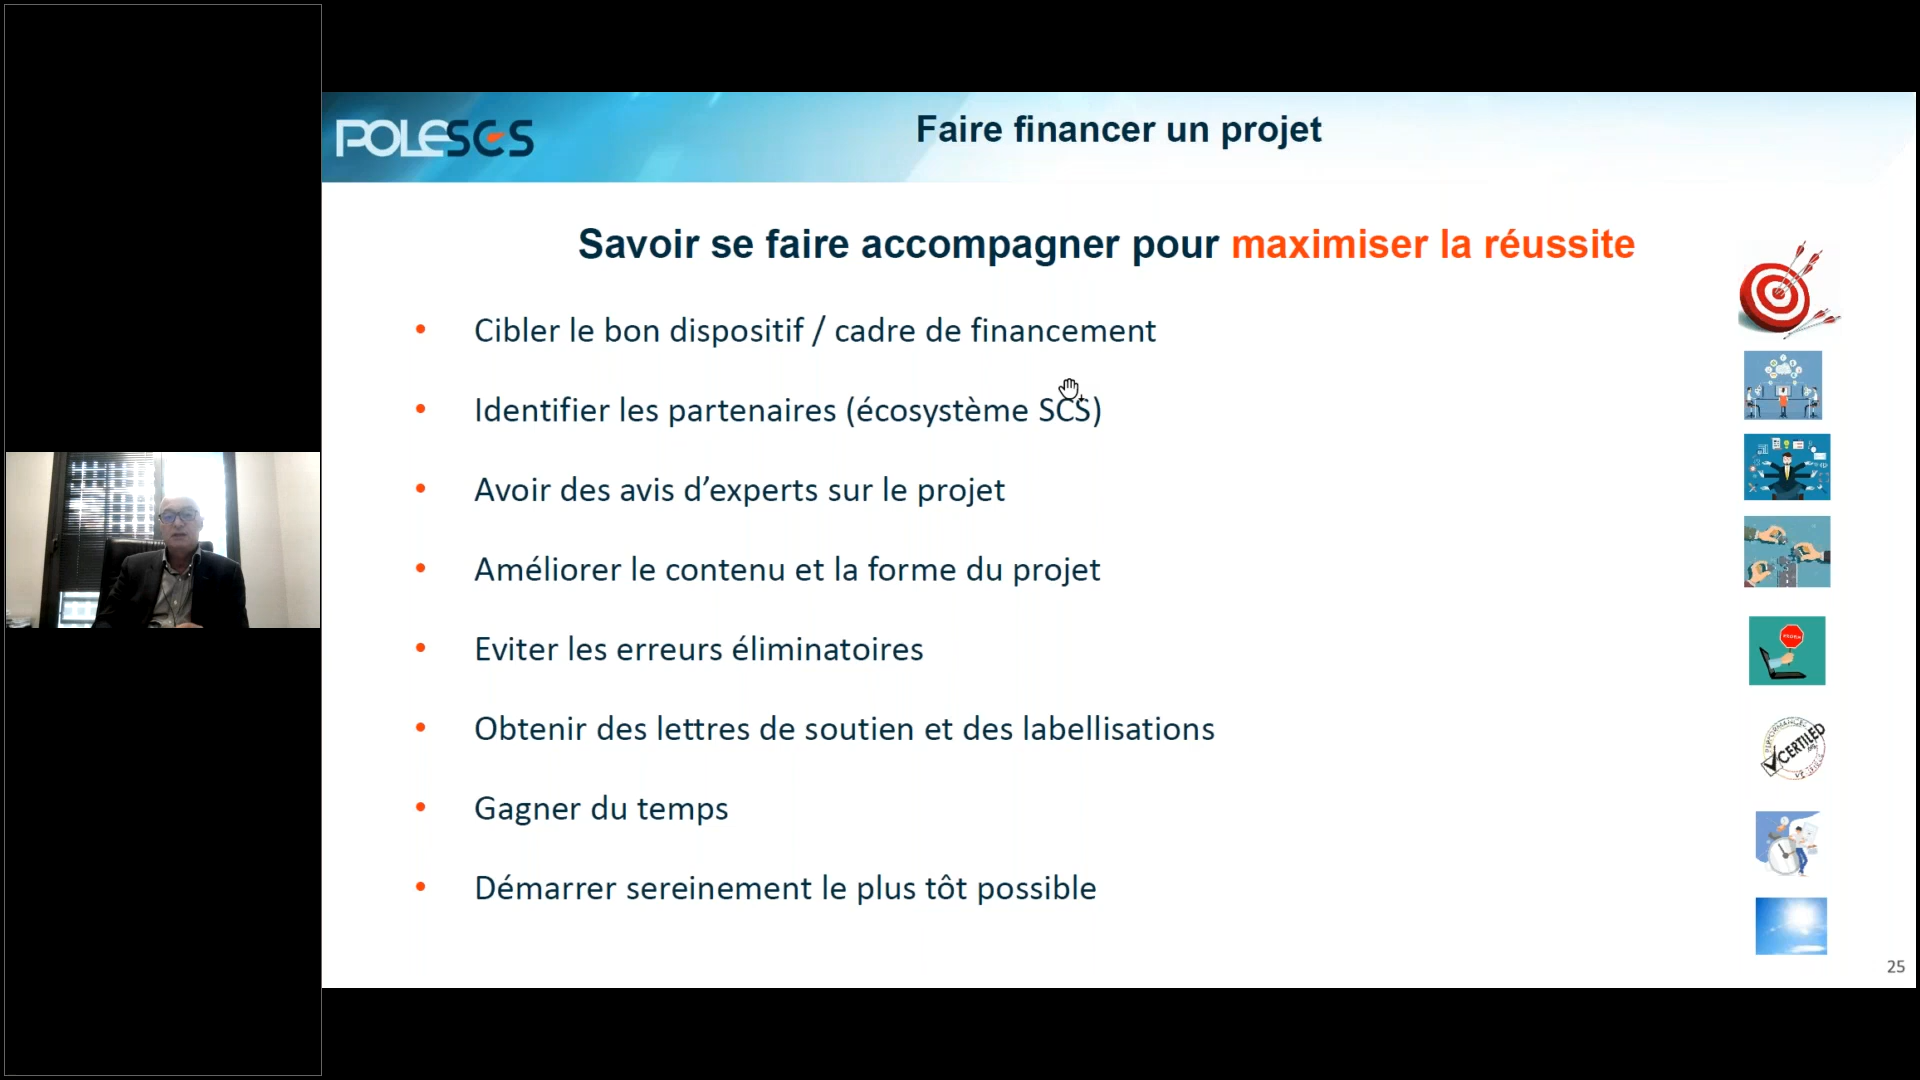 POLESCS
Faire financer un projet
Savoir se faire accompagner pour maximiser la réussite
• Cibler le bon dispositif / cadre de financement
• Identifier les partenaires (écosystème SCS)
• Avoir des avis d’experts sur le projet
• Améliorer le contenu et la forme du projet
• Eviter les erreurs éliminatoires
• Obtenir des lettres de soutien et des labellisations
• Gagner du temps
• Démarrer sereinement le plus tôt possible
25